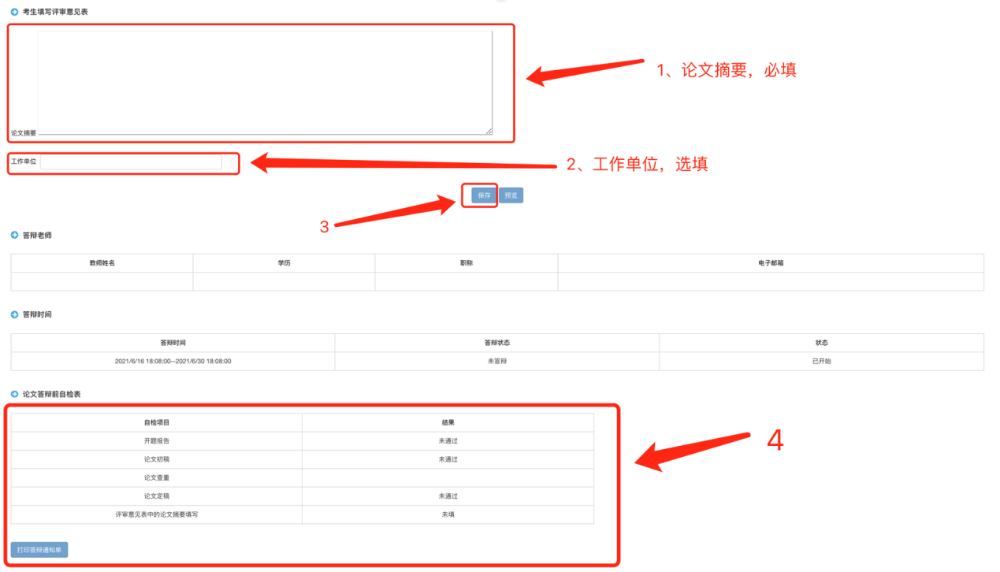 考生填写评审意见表
1、论文摘要，必填
论文摘要
工作单位
2、工作单位，选填
保存 预览
3
答辩老师
教师姓名 学历 职称 电子邮箱
答辩时间
答辩时间 答辩状态 状态
2021/6/16 18:08:00--2021/6/30 18:08:00 未答辩 已开始
论文答辩前自检表
自检项目 结果
4
开题报告 未通过
论文初稿 未通过
论文查重
论文定稿 未通过
评审意见表中的论文摘要填写 未填
打印答辩通知单